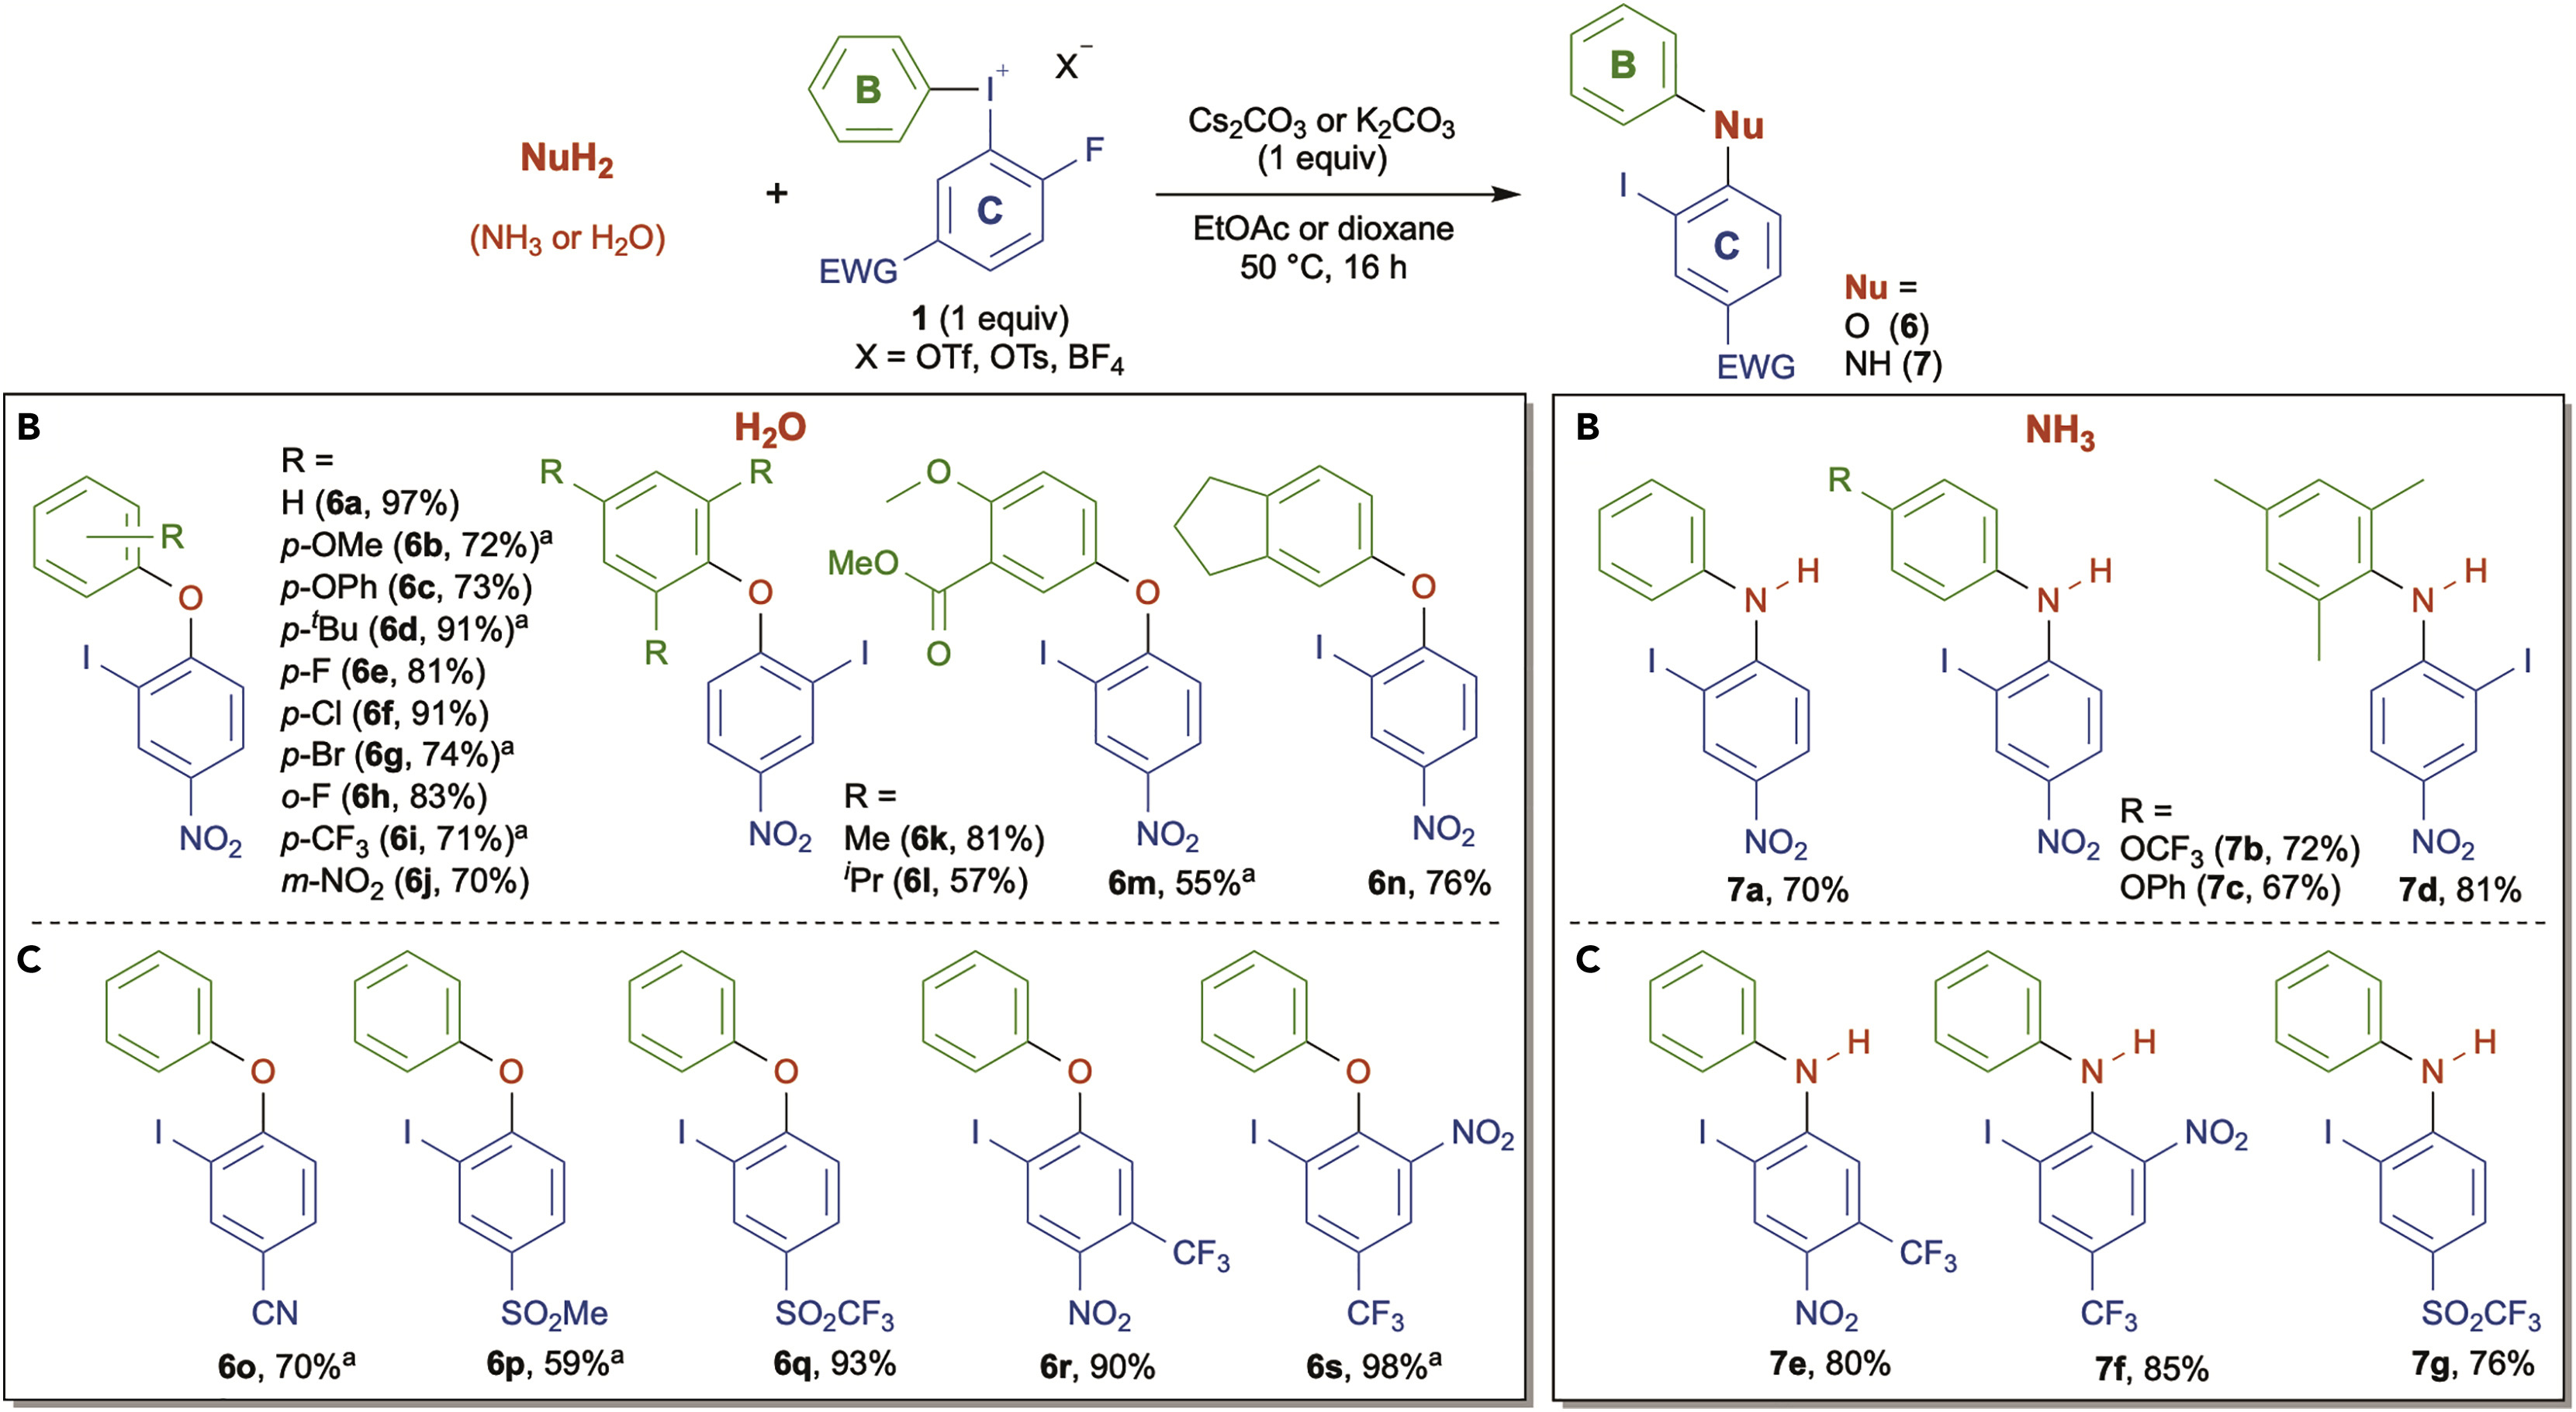 B
I⁺
X⁻
F
C
EWG
NuH₂
(NH₃ or H₂O)
+
1 (1 equiv)
X = OTf, OTs, BF₄
Cs₂CO₃ or K₂CO₃
(1 equiv)
EtOAc or dioxane
50 °C, 16 h
B
Nu
I
C
EWG
Nu =
O (6)
NH (7)
B
H₂O
R
O
I
NO₂
R =
H (6a, 97%)
p-OMe (6b, 72%)ᵃ
p-OPh (6c, 73%)
p-ᵗBu (6d, 91%)ᵃ
p-F (6e, 81%)
p-Cl (6f, 91%)
p-Br (6g, 74%)ᵃ
o-F (6h, 83%)
p-CF₃ (6i, 71%)ᵃ
m-NO₂ (6j, 70%)
R
R
R
O
I
NO₂
R =
Me (6k, 81%)
ⁱPr (6l, 57%)
O
MeO
O
O
I
NO₂
6m, 55%ᵃ
O
I
NO₂
6n, 76%
C
O
I
CN
6o, 70%ᵃ
O
I
SO₂Me
6p, 59%ᵃ
O
I
SO₂CF₃
6q, 93%
O
I
CF₃
NO₂
6r, 90%
O
I
NO₂
CF₃
6s, 98%ᵃ
B
NH₃
H
N
I
NO₂
7a, 70%
R
H
N
I
NO₂
R =
OCF₃ (7b, 72%)
OPh (7c, 67%)
H
N
I
NO₂
7d, 81%
C
H
N
I
CF₃
NO₂
7e, 80%
H
N
I
NO₂
CF₃
7f, 85%
H
N
I
SO₂CF₃
7g, 76%